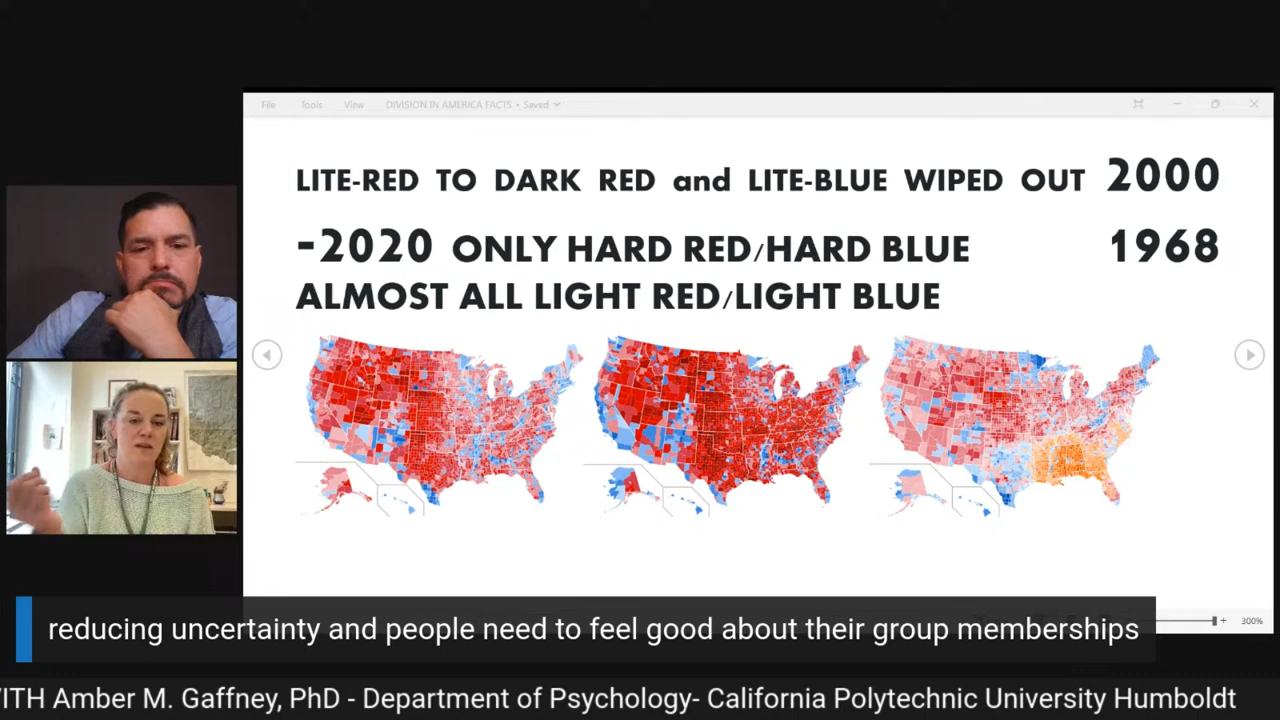 File Tools View DIVISION IN AMERICA FACTS • Saved
LITE-RED TO DARK RED and LITE-BLUE WIPED OUT 2000
-2020 ONLY HARD RED/HARD BLUE 1968
ALMOST ALL LIGHT RED/LIGHT BLUE
300%
reducing uncertainty and people need to feel good about their group memberships
WITH Amber M. Gaffney, PhD - Department of Psychology- California Polytechnic University Humboldt